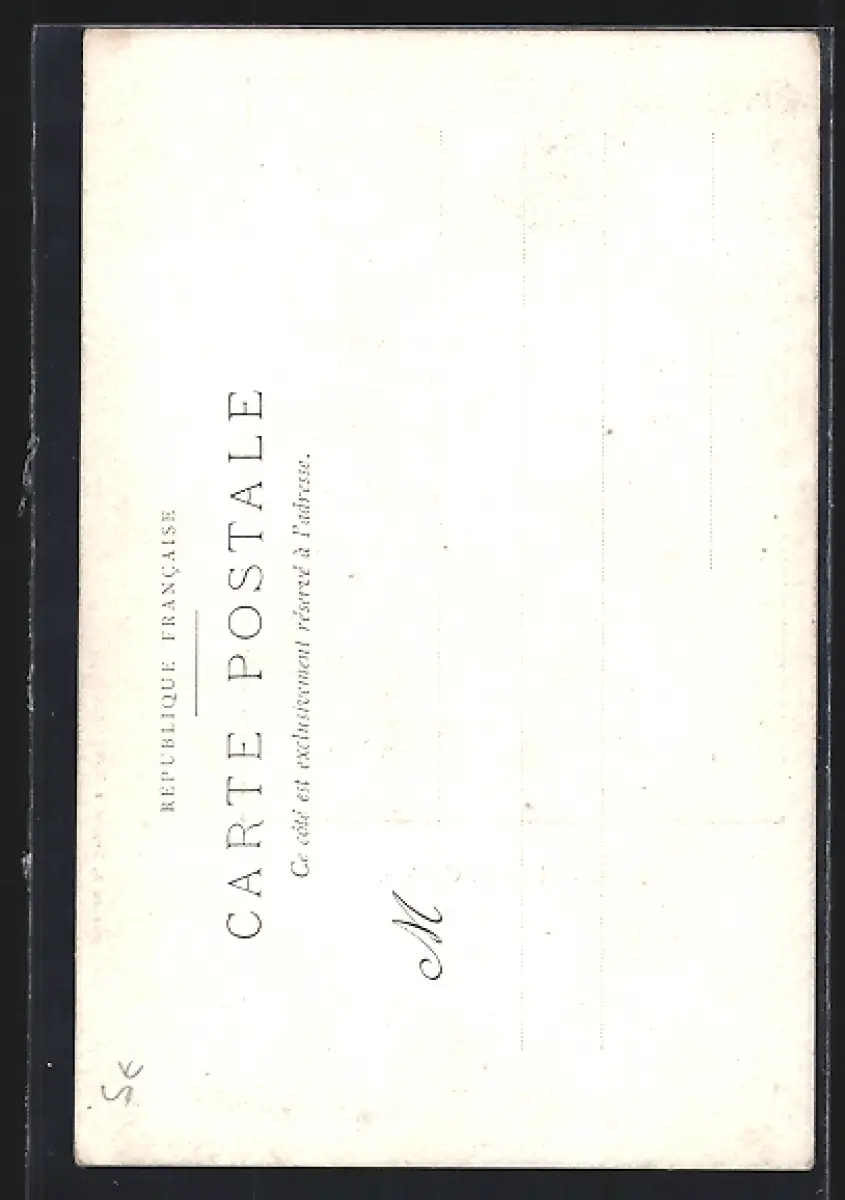 REPUBLIQUE FRANÇAISE
CARTE POSTALE
Ce côté est exclusivement réservé à l'adresse.
M